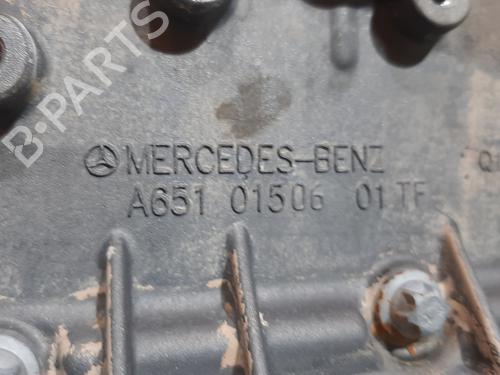 B-PARTS
MERCEDES-BENZ
A651 01506 01 TF
Q